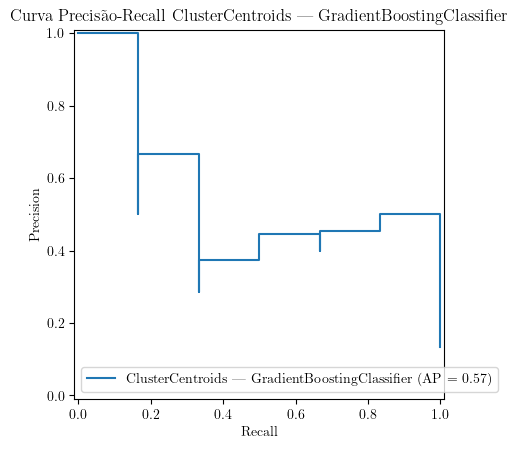 Curva Precisão-Recall ClusterCentroids — GradientBoostingClassifier
1.0
0.8
0.6
0.4
0.2
0.0
Precision
ClusterCentroids — GradientBoostingClassifier (AP = 0.57)
0.0 0.2 0.4 0.6 0.8 1.0
Recall